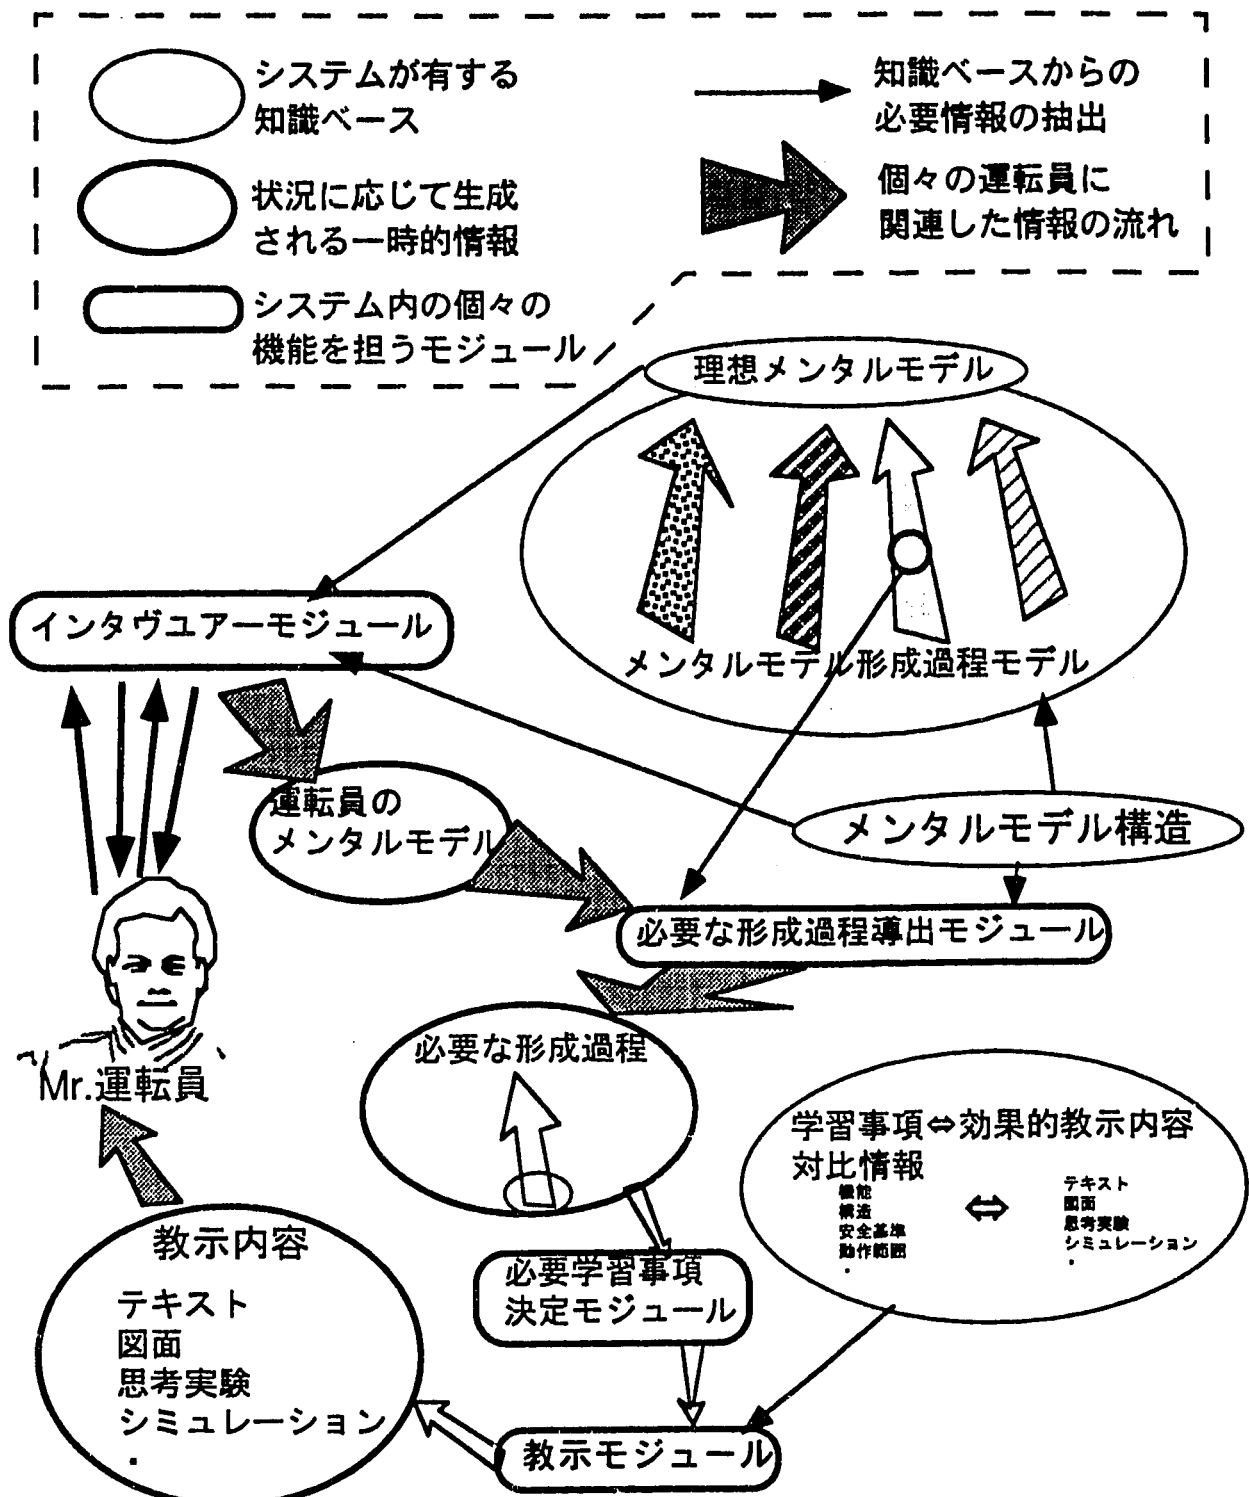 システムが有する
知識ベース
状況に応じて生成
される一時的情報
システム内の個々の
機能を担うモジュール
知識ベースからの
必要情報の抽出
個々の運転員に
関連した情報の流れ
理想メンタルモデル
メンタルモデル形成過程モデル
インタヴュアーモジュール
運転員の
メンタルモデル
メンタルモデル構造
必要な形成過程導出モジュール
Mr.運転員
必要な形成過程
学習事項⇔効果的教示内容
対比情報
機能
構造
安全基準
動作範囲
・
⇔
テキスト
図面
思考実験
シミュレーション
・
必要学習事項
決定モジュール
教示内容
テキスト
図面
思考実験
シミュレーション
・
教示モジュール